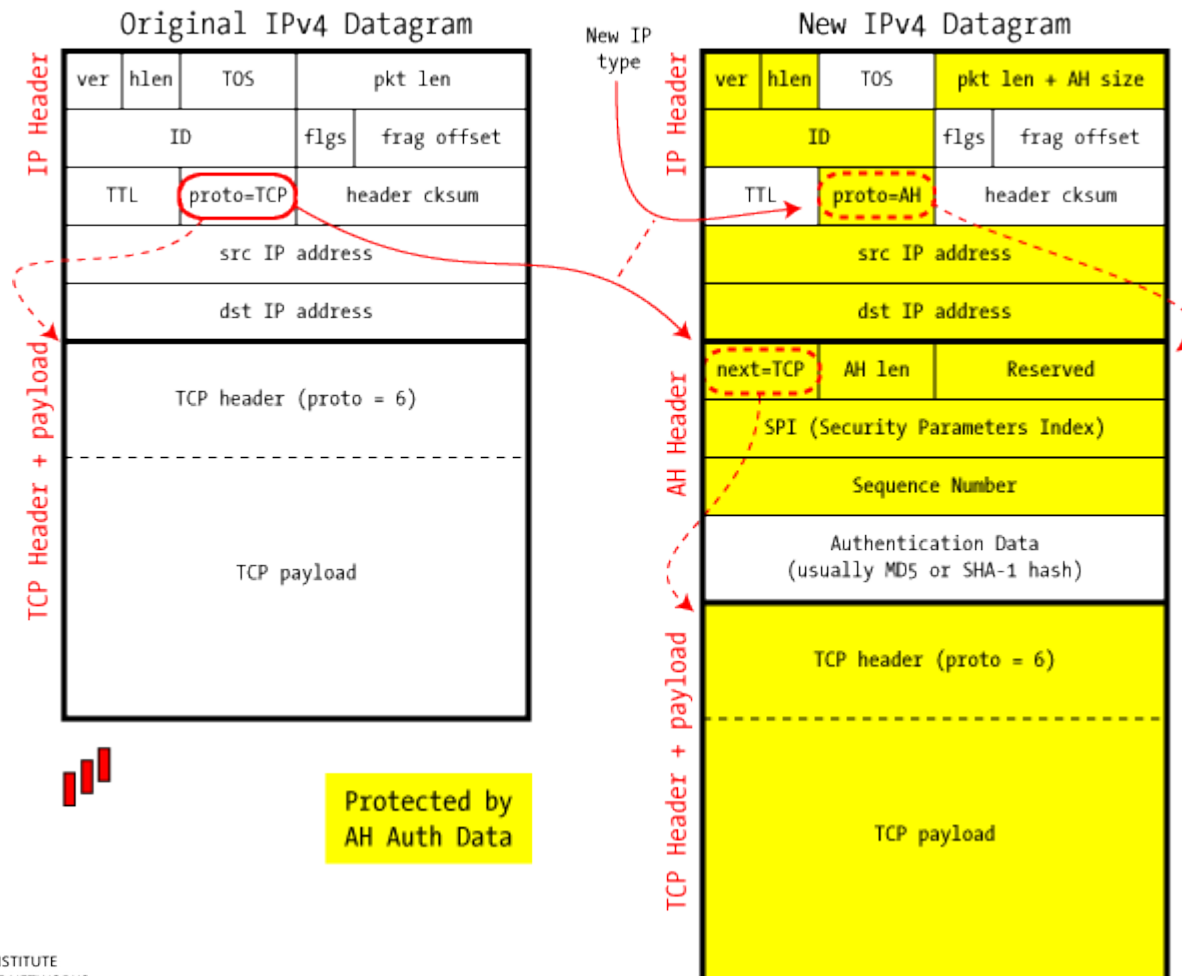 Original IPv4 Datagram
IP Header
ver hlen TOS pkt len
ID flgs frag offset
TTL proto=TCP header cksum
src IP address
dst IP address
TCP Header + payload
TCP header (proto = 6)
TCP payload
Protected by
AH Auth Data
New IP
type
New IPv4 Datagram
IP Header
ver hlen TOS pkt len + AH size
ID flgs frag offset
TTL proto=AH header cksum
src IP address
dst IP address
AH Header
next=TCP AH len Reserved
SPI (Security Parameters Index)
Sequence Number
Authentication Data
(usually MD5 or SHA-1 hash)
TCP Header + payload
TCP header (proto = 6)
TCP payload